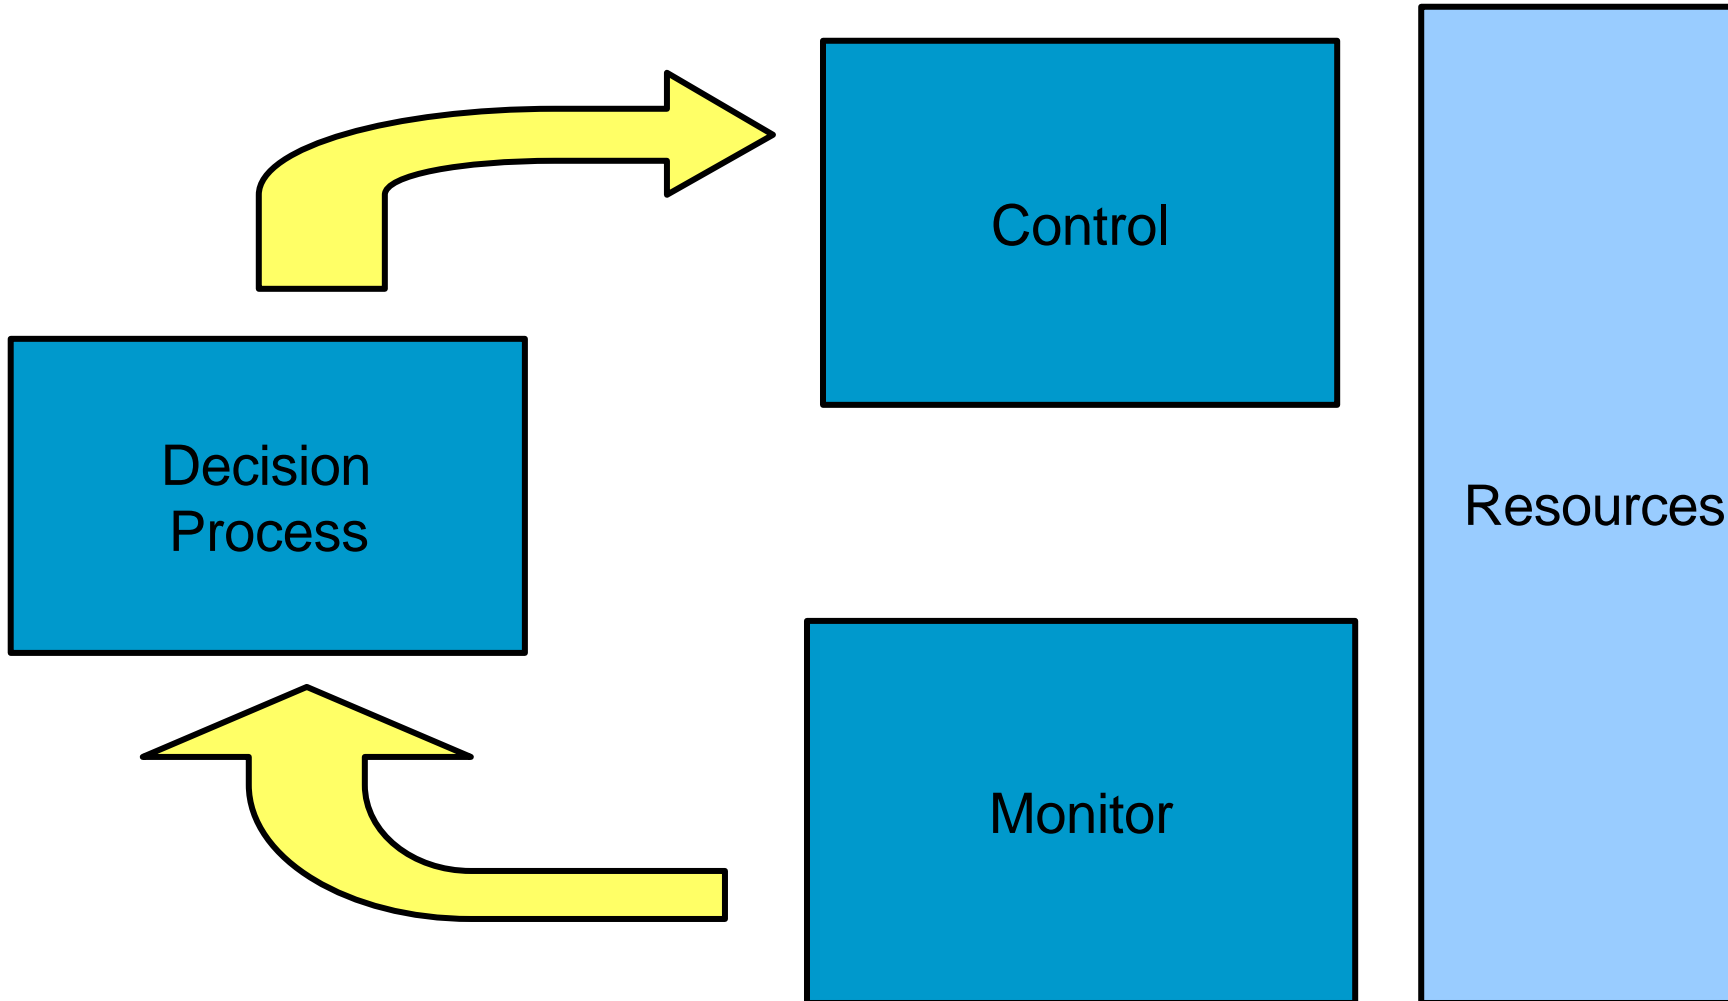 Control
Decision
Process
Resources
Monitor